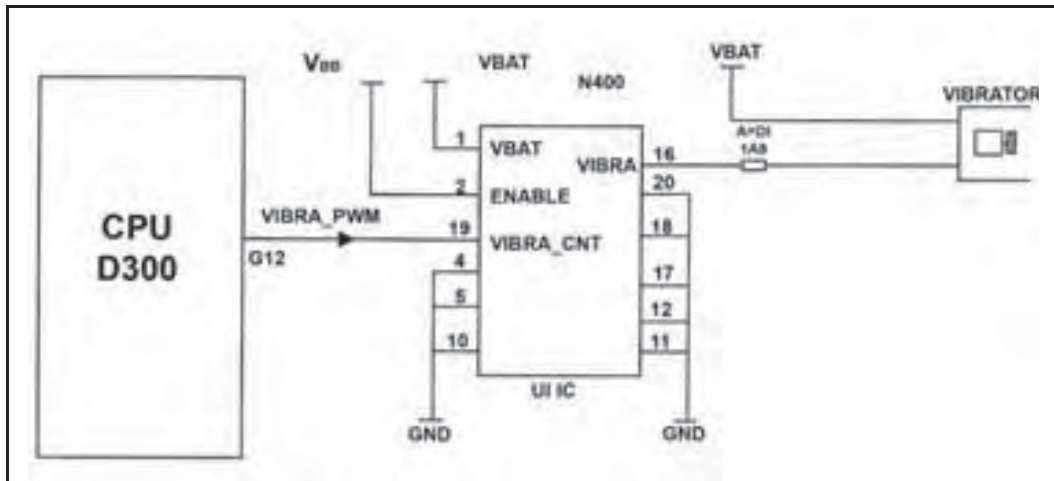 VBB
VBAT
VBAT
N400
VIBRATOR
1
VBAT
VIBRA
16
2
ENABLE
20
CPU
D300
VIBRA_PWM
G12
19
VIBRA_CNT
18
4
17
5
12
10
11
UI IC
GND
GND